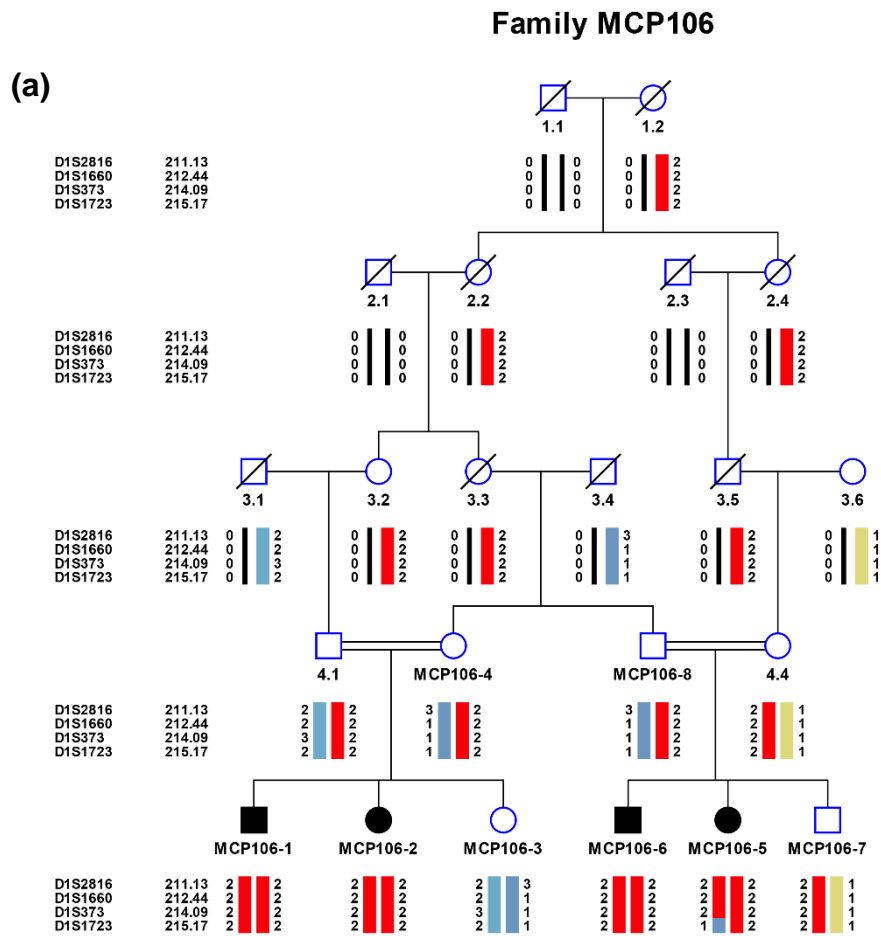 Family MCP106
(a)
1.1 1.2
D1S2816 211.13 0 0 0 2
D1S1660 212.44 0 0 0 2
D1S373 214.09 0 0 0 2
D1S1723 215.17 0 0 0 2
2.1 2.2 2.3 2.4
D1S2816 211.13 0 0 0 2 0 0 0 2
D1S1660 212.44 0 0 0 2 0 0 0 2
D1S373 214.09 0 0 0 2 0 0 0 2
D1S1723 215.17 0 0 0 2 0 0 0 2
3.1 3.2 3.3 3.4 3.5 3.6
D1S2816 211.13 0 2 0 2 0 2 0 3 0 2 0 1
D1S1660 212.44 0 2 0 2 0 2 0 1 0 2 0 1
D1S373 214.09 0 3 0 2 0 2 0 1 0 2 0 1
D1S1723 215.17 0 2 0 2 0 2 0 1 0 2 0 1
4.1 MCP106-4 MCP106-8 4.4
D1S2816 211.13 2 2 3 2 3 2 2 1
D1S1660 212.44 2 2 1 2 1 2 2 1
D1S373 214.09 3 2 1 2 1 2 2 1
D1S1723 215.17 2 2 1 2 1 2 2 1
MCP106-1 MCP106-2 MCP106-3 MCP106-6 MCP106-5 MCP106-7
D1S2816 211.13 2 2 2 2 2 3 2 2 2 2 2 1
D1S1660 212.44 2 2 2 2 2 1 2 2 2 2 2 1
D1S373 214.09 2 2 2 2 3 1 2 2 2 2 2 1
D1S1723 215.17 2 2 2 2 2 1 2 2 1 2 2 1